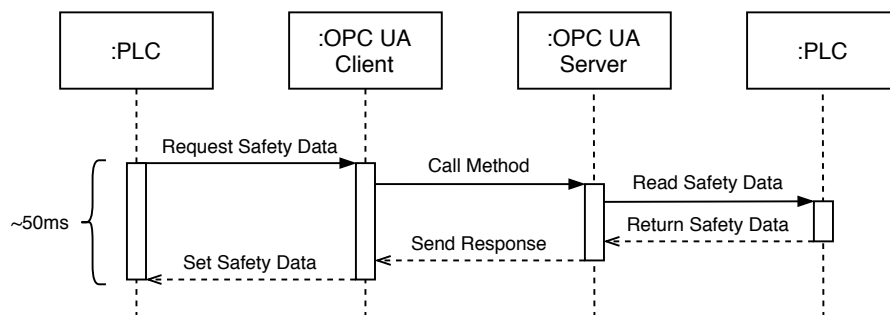 :PLC
:OPC UA
Client
:OPC UA
Server
:PLC
Request Safety Data
Call Method
Read Safety Data
~50ms
Return Safety Data
Send Response
Set Safety Data